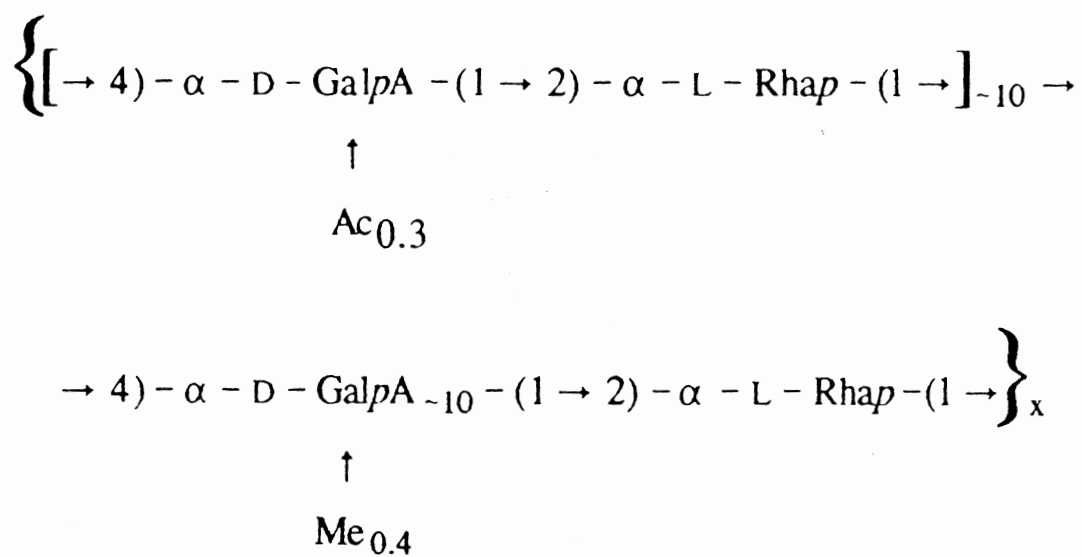 {[→ 4) – α – D – GalpA – (1 → 2) – α – L – Rhap – (1 →]~10 →
↑
Ac0.3
→ 4) – α – D – GalpA ~10 – (1 → 2) – α – L – Rhap – (1 →}x
↑
Me0.4